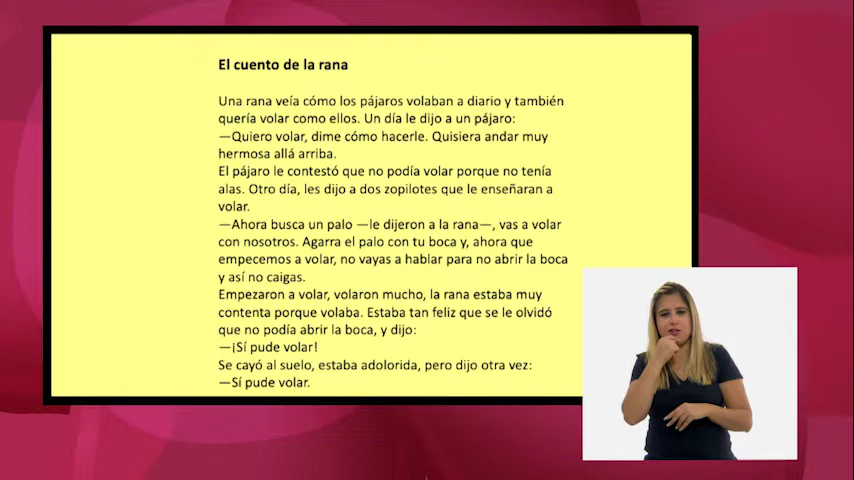 El cuento de la rana
Una rana veía cómo los pájaros volaban a diario y también
quería volar como ellos. Un día le dijo a un pájaro:
—Quiero volar, dime cómo hacerle. Quisiera andar muy
hermosa allá arriba.
El pájaro le contestó que no podía volar porque no tenía
alas. Otro día, les dijo a dos zopilotes que le enseñaran a
volar.
—Ahora busca un palo —le dijeron a la rana—, vas a volar
con nosotros. Agarra el palo con tu boca y, ahora que
empecemos a volar, no vayas a hablar para no abrir la boca
y así no caigas.
Empezaron a volar, volaron mucho, la rana estaba muy
contenta porque volaba. Estaba tan feliz que se le olvidó
que no podía abrir la boca, y dijo:
—¡Sí pude volar!
Se cayó al suelo, estaba adolorida, pero dijo otra vez:
—Sí pude volar.